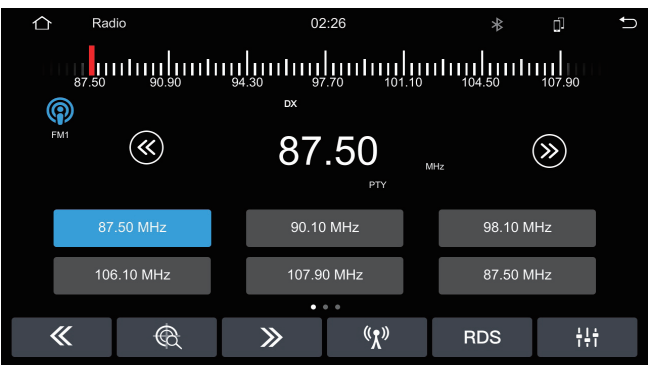 Radio 02:26
87.50 90.90 94.30 97.70 101.10 104.50 107.90
DX
FM1
87.50 MHz
PTY
87.50 MHz 90.10 MHz 98.10 MHz
106.10 MHz 107.90 MHz 87.50 MHz
RDS